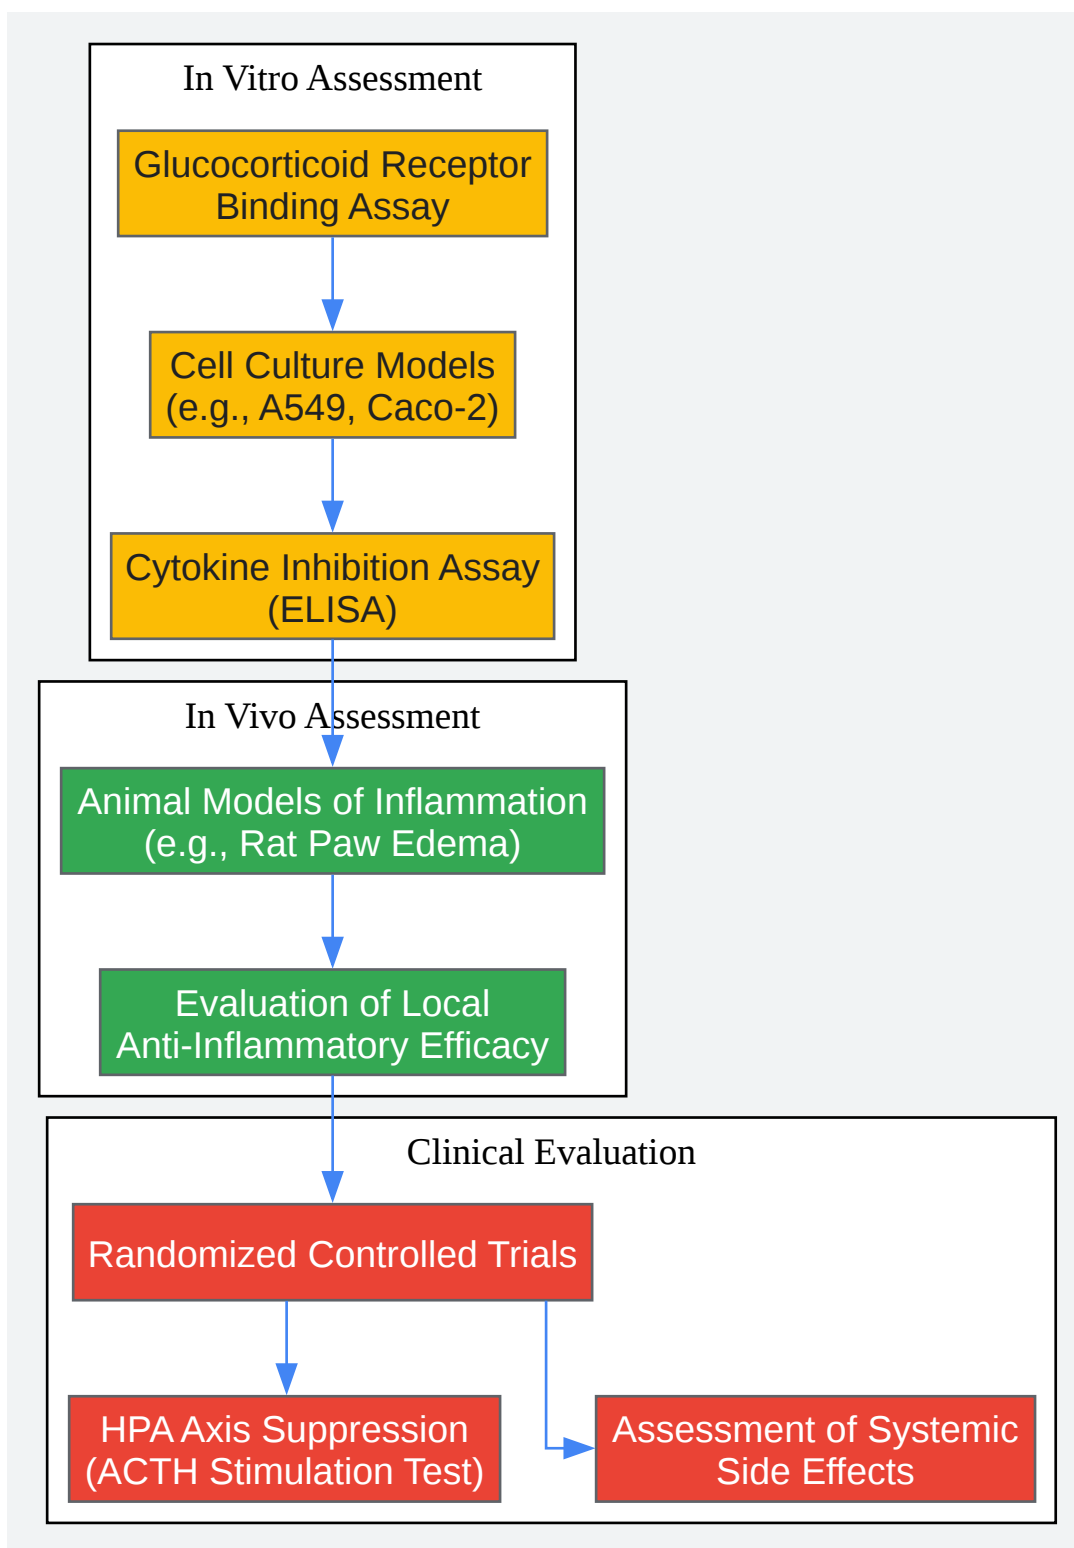 In Vitro Assessment
Glucocorticoid Receptor
Binding Assay
Cell Culture Models
(e.g., A549, Caco-2)
Cytokine Inhibition Assay
(ELISA)
In Vivo Assessment
Animal Models of Inflammation
(e.g., Rat Paw Edema)
Evaluation of Local
Anti-Inflammatory Efficacy
Clinical Evaluation
Randomized Controlled Trials
HPA Axis Suppression
(ACTH Stimulation Test)
Assessment of Systemic
Side Effects